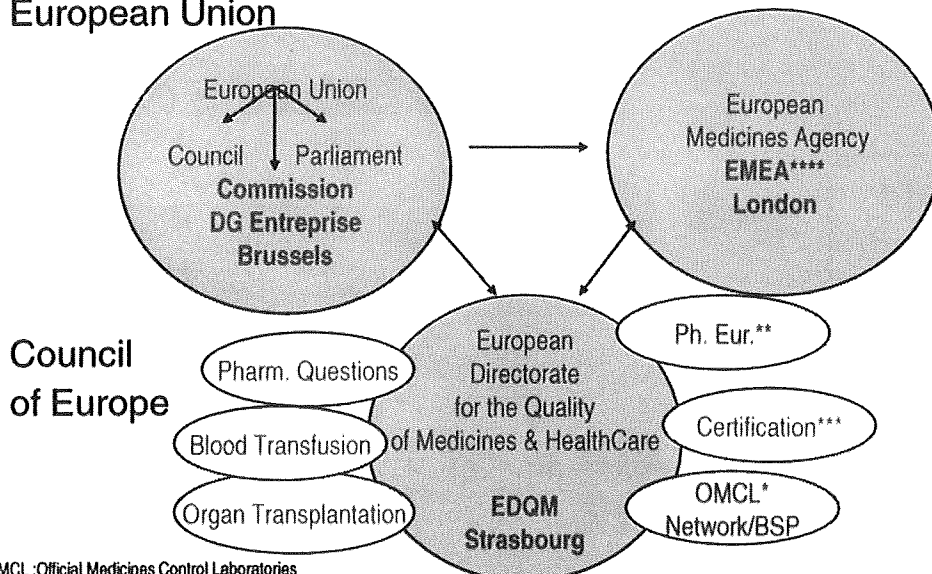 European Union
European Union
Council Parliament
Commission
DG Entreprise
Brussels
European
Medicines Agency
EMEA****
London
Council
of Europe
Pharm. Questions
Blood Transfusion
Organ Transplantation
European
Directorate
for the Quality
of Medicines & HealthCare
EDQM
Strasbourg
Ph. Eur.**
Certification***
OMCL*
Network/BSP
MCL :Official Medicines Control Laboratories